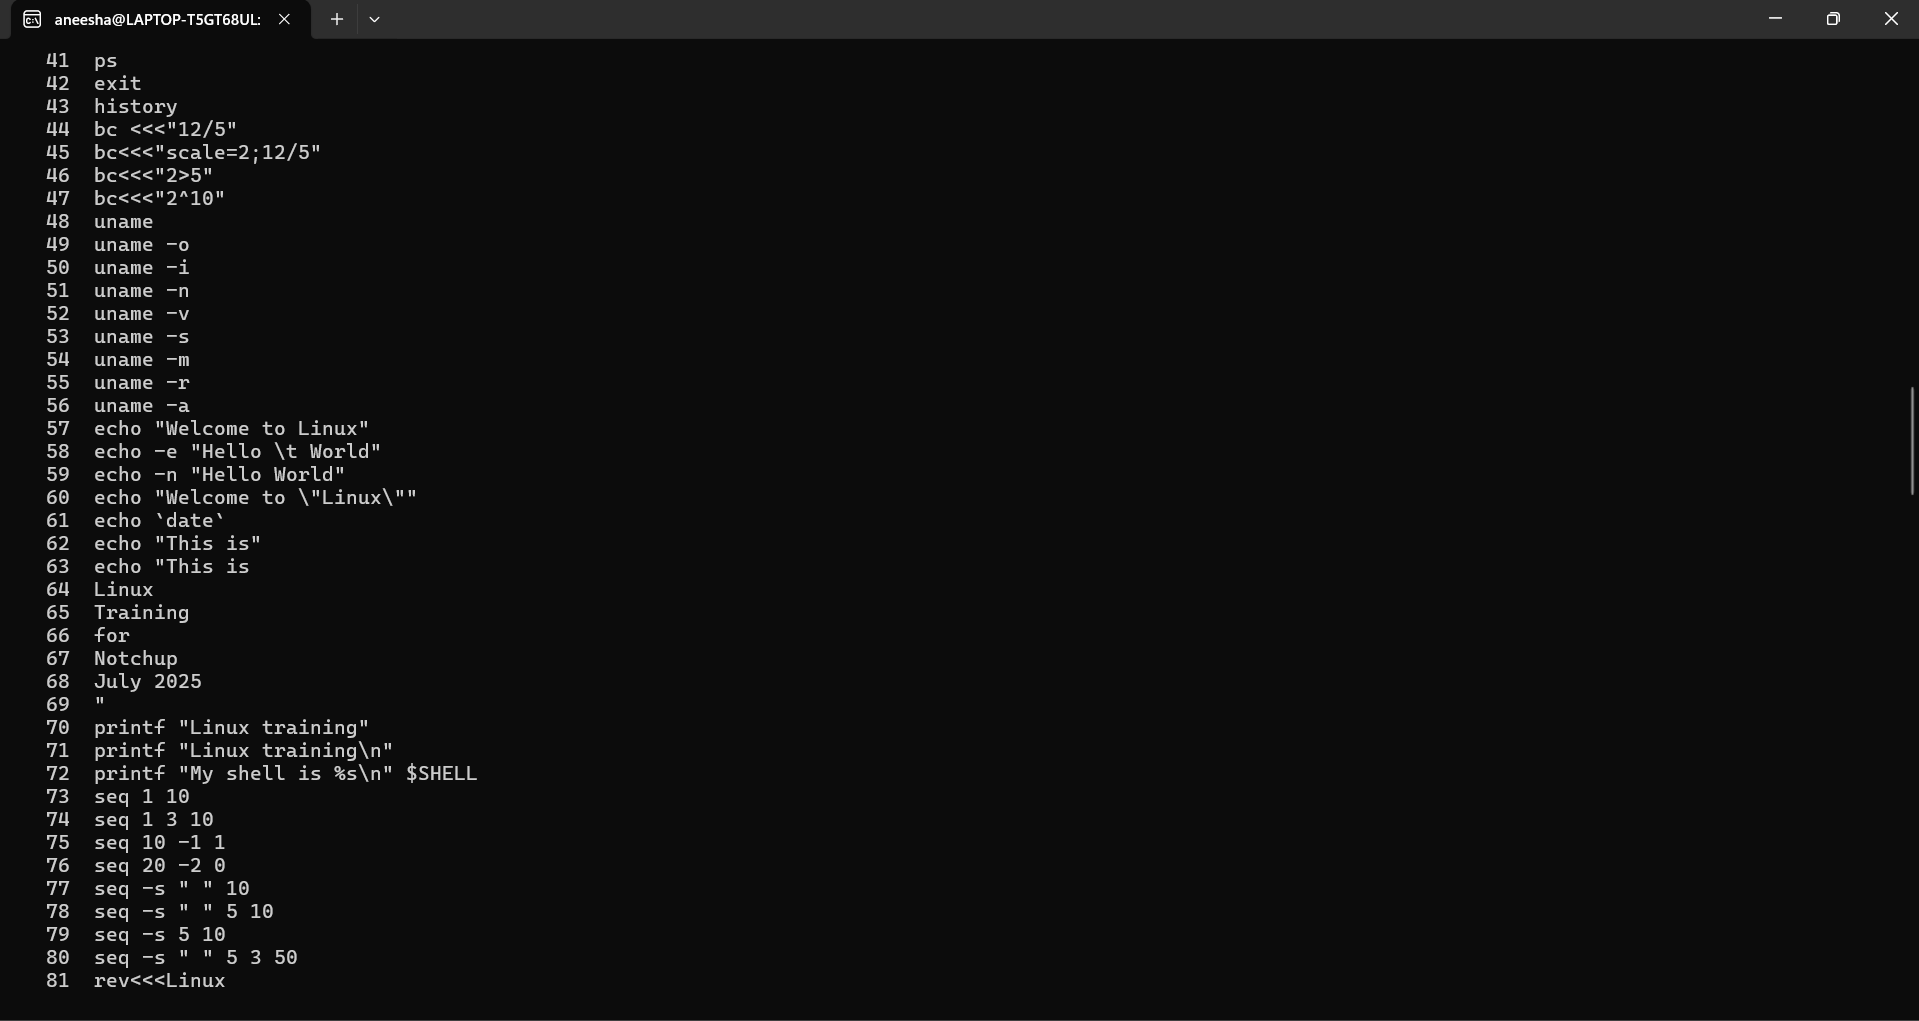 aneesha@LAPTOP-T5GT68UL:
41 ps
42 exit
43 history
44 bc <<<"12/5"
45 bc<<<"scale=2;12/5"
46 bc<<<"2>5"
47 bc<<<"2^10"
48 uname
49 uname -o
50 uname -i
51 uname -n
52 uname -v
53 uname -s
54 uname -m
55 uname -r
56 uname -a
57 echo "Welcome to Linux"
58 echo -e "Hello \t World"
59 echo -n "Hello World"
60 echo "Welcome to \"Linux\""
61 echo `date`
62 echo "This is"
63 echo "This is
64 Linux
65 Training
66 for
67 Notchup
68 July 2025
69 "
70 printf "Linux training"
71 printf "Linux training\n"
72 printf "My shell is %s\n" $SHELL
73 seq 1 10
74 seq 1 3 10
75 seq 10 -1 1
76 seq 20 -2 0
77 seq -s " " 10
78 seq -s " " 5 10
79 seq -s 5 10
80 seq -s " " 5 3 50
81 rev<<<Linux